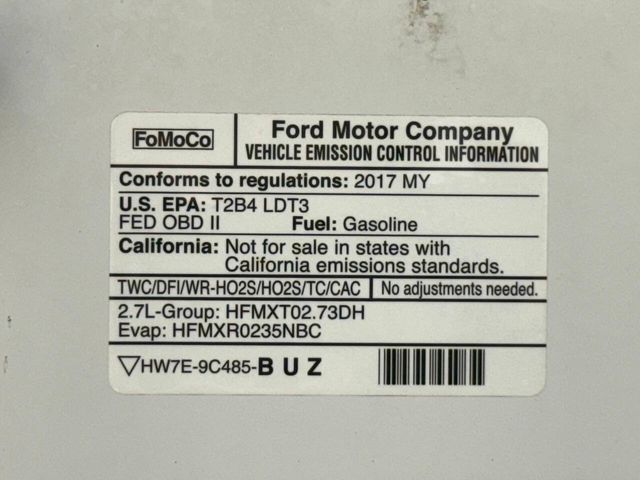 FoMoCo
Ford Motor Company
VEHICLE EMISSION CONTROL INFORMATION
Conforms to regulations: 2017 MY
U.S. EPA: T2B4 LDT3
FED OBD II Fuel: Gasoline
California: Not for sale in states with
California emissions standards.
TWC/DFI/WR-HO2S/HO2S/TC/CAC No adjustments needed.
2.7L-Group: HFMXT02.73DH
Evap: HFMXR0235NBC
HW7E-9C485-B U Z